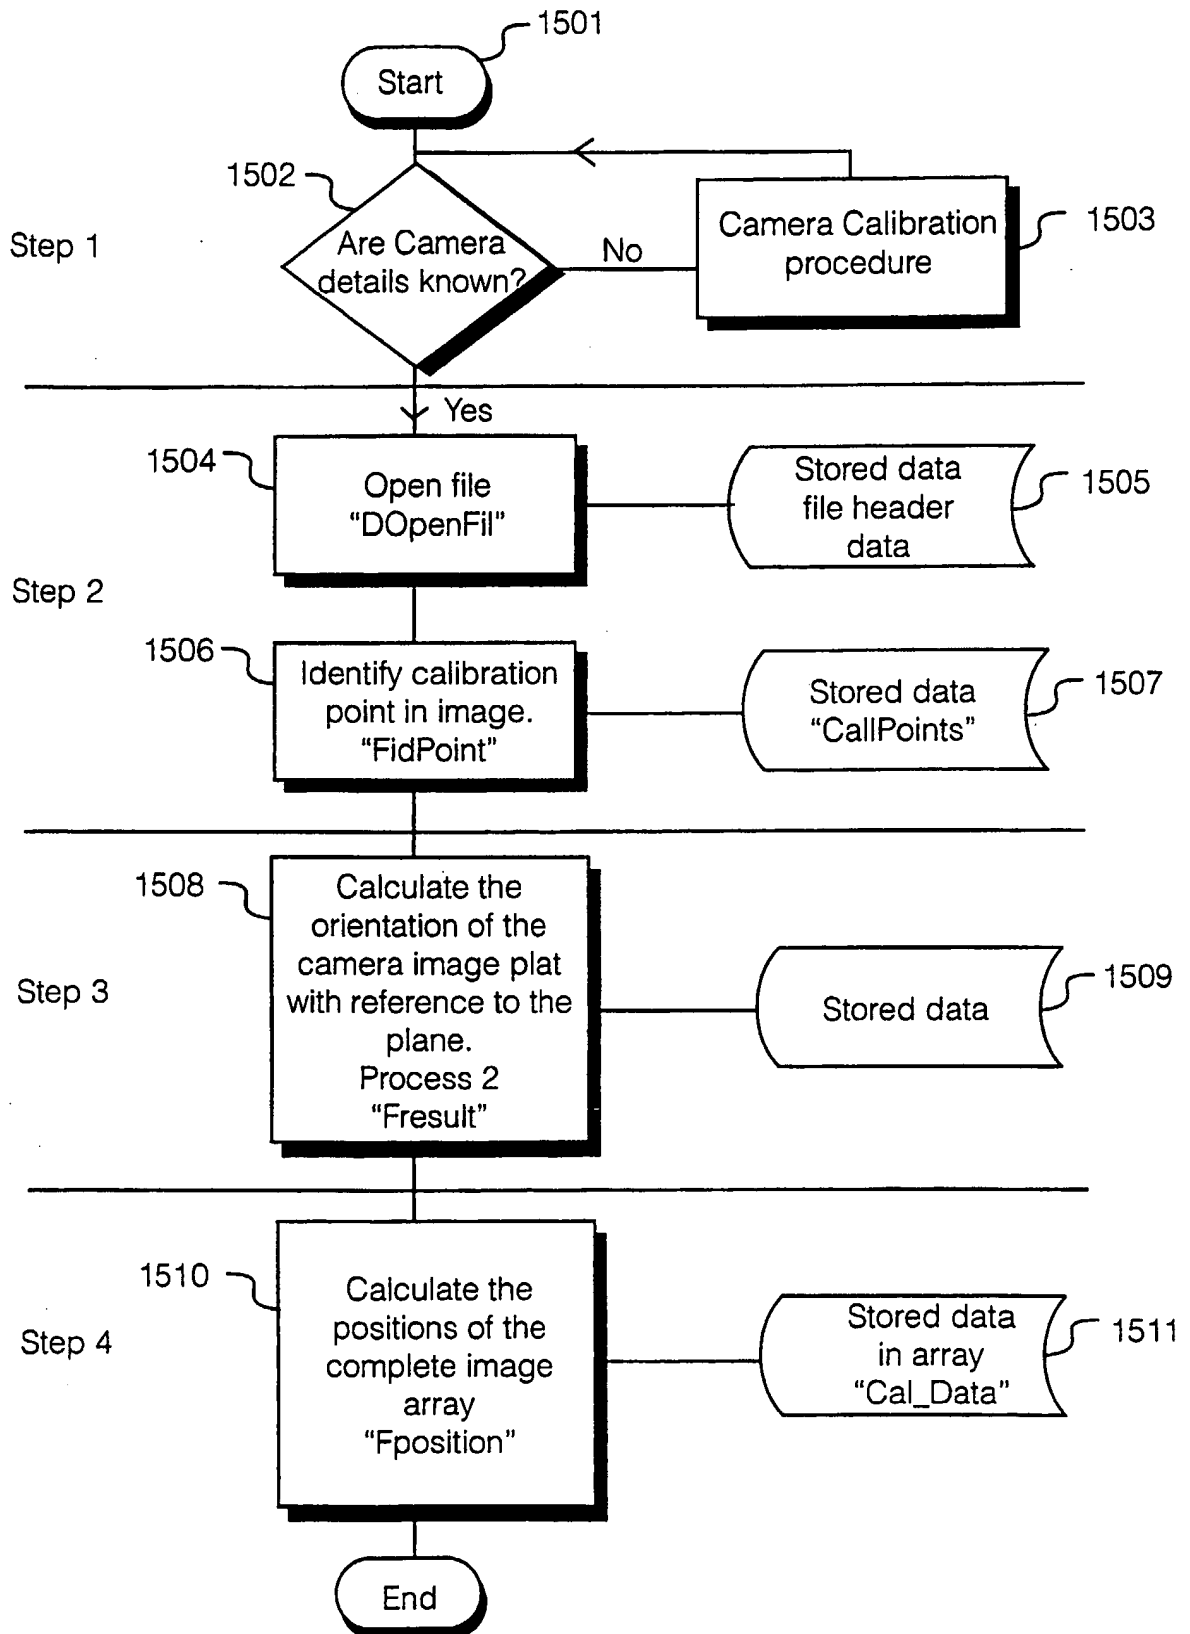 1501
Start
1502
Step 1
Are Camera
details known?
No
Camera Calibration
procedure
1503
Yes
1504
Open file
“DOpenFil”
Stored data
file header
data
1505
Step 2
1506
Identify calibration
point in image.
“FidPoint”
Stored data
“CallPoints”
1507
1508
Calculate the
orientation of the
camera image plat
with reference to the
plane.
Process 2
“Fresult”
Step 3
Stored data
1509
1510
Calculate the
positions of the
complete image
array
“Fposition”
Step 4
Stored data
in array
“Cal_Data”
1511
End